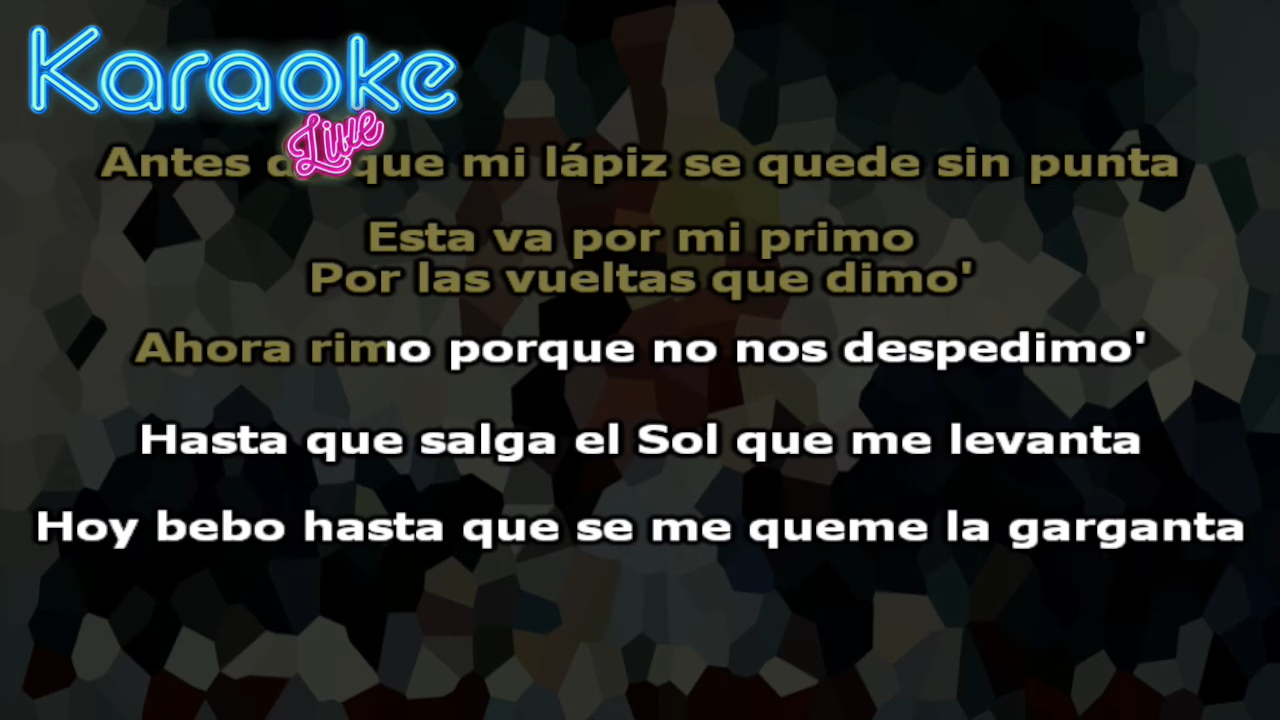 Karaoke
Live
Antes de que mi lápiz se quede sin punta
Esta va por mi primo
Por las vueltas que dimo'
Ahora rimo porque no nos despedimo'
Hasta que salga el Sol que me levanta
Hoy bebo hasta que se me queme la garganta